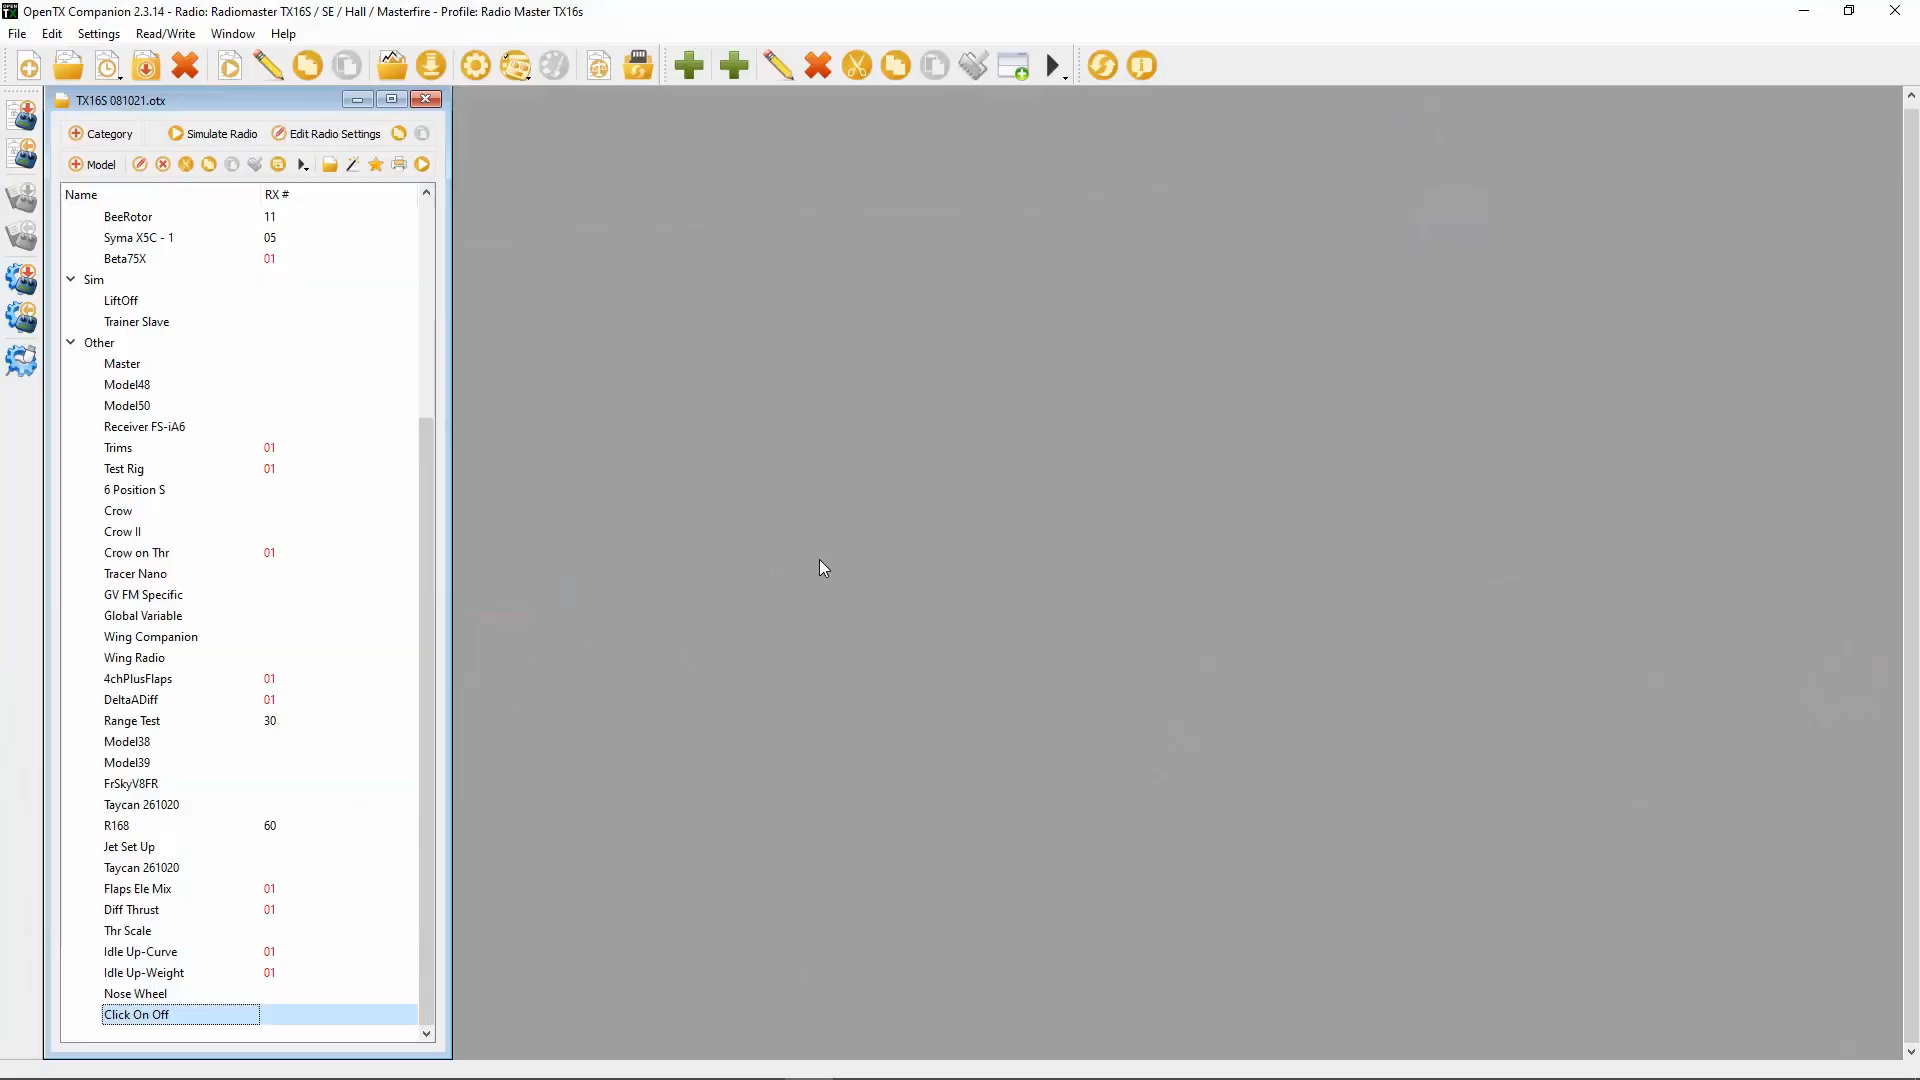 OpenTX Companion 2.3.14 - Radio: Radiomaster TX16S / SE / Hall / Masterfire - Profile: Radio Master TX16s
File Edit Settings Read/Write Window Help
TX16S 081021.otx
Category Simulate Radio Edit Radio Settings
Model
Name RX #
BeeRotor 11
Syma X5C - 1 05
Beta75X 01
Sim
LiftOff
Trainer Slave
Other
Master
Model48
Model50
Receiver FS-iA6
Trims 01
Test Rig 01
6 Position S
Crow
Crow II
Crow on Thr 01
Tracer Nano
GV FM Specific
Global Variable
Wing Companion
Wing Radio
4chPlusFlaps 01
DeltaADiff 01
Range Test 30
Model38
Model39
FrSkyV8FR
Taycan 261020
R168 60
Jet Set Up
Taycan 261020
Flaps Ele Mix 01
Diff Thrust 01
Thr Scale
Idle Up-Curve 01
Idle Up-Weight 01
Nose Wheel
Click On Off